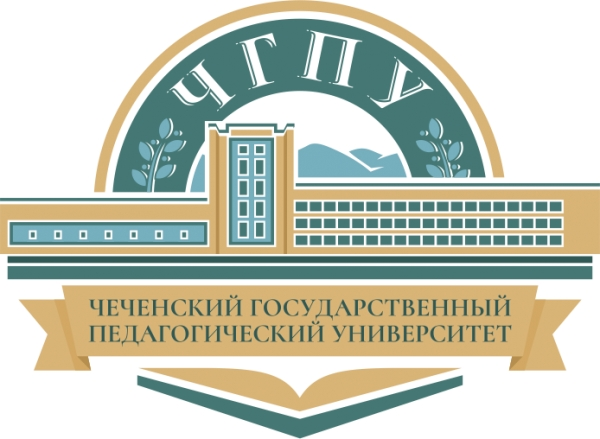 ЧГПУ
ЧЕЧЕНСКИЙ ГОСУДАРСТВЕННЫЙ
ПЕДАГОГИЧЕСКИЙ УНИВЕРСИТЕТ